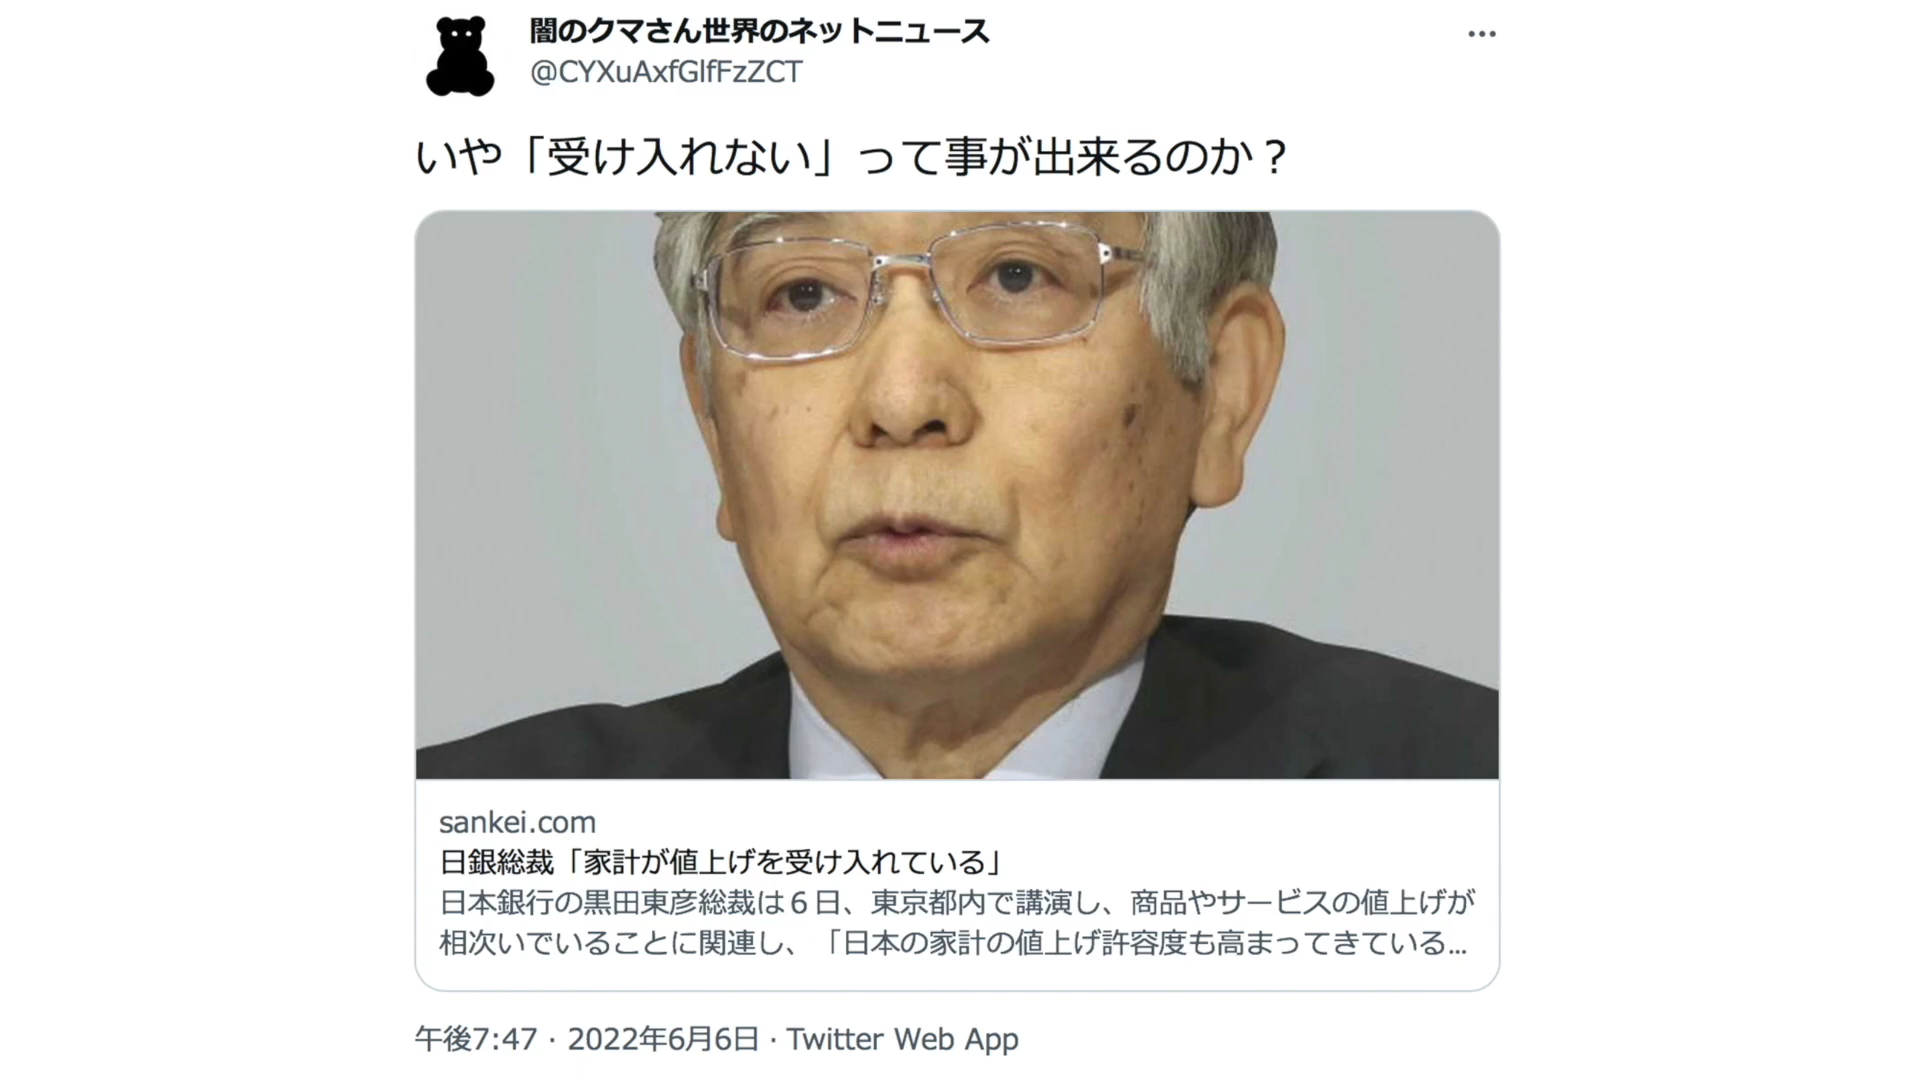 闇のクマさん世界のネットニュース
@CYXuAxfGlfFzZCT
いや「受け入れない」って事が出来るのか？
sankei.com
日銀総裁「家計が値上げを受け入れている」
日本銀行の黒田東彦総裁は６日、東京都内で講演し、商品やサービスの値上げが
相次いでいることに関連し、「日本の家計の値上げ許容度も高まってきている...
午後7:47 · 2022年6月6日 · Twitter Web App